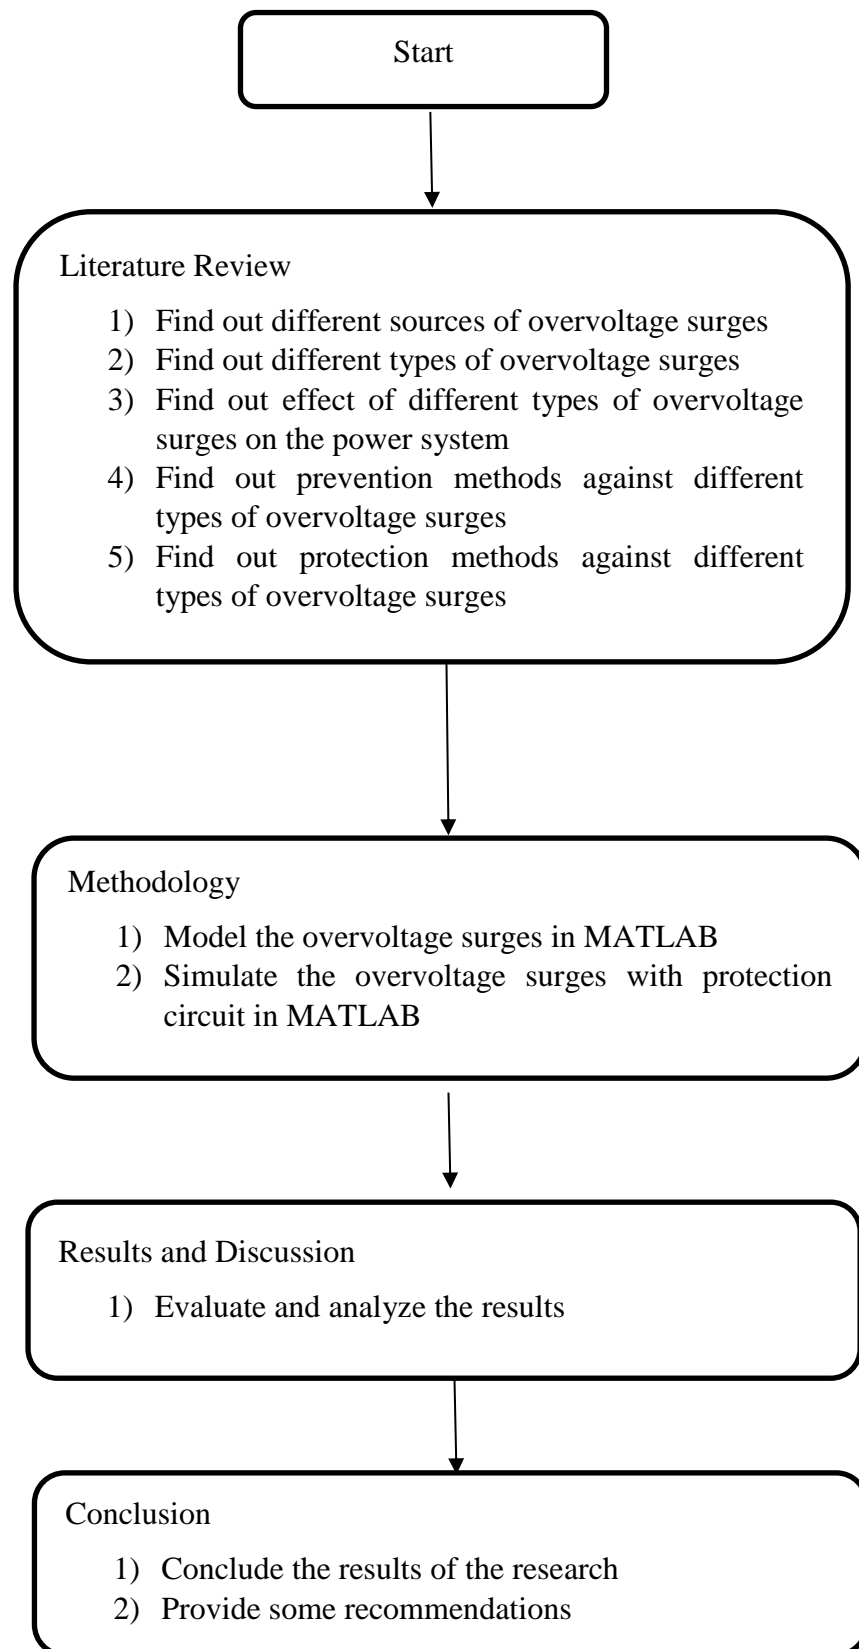 Start
Literature Review
1) Find out different sources of overvoltage surges
2) Find out different types of overvoltage surges
3) Find out effect of different types of overvoltage
surges on the power system
4) Find out prevention methods against different
types of overvoltage surges
5) Find out protection methods against different
types of overvoltage surges
Methodology
1) Model the overvoltage surges in MATLAB
2) Simulate the overvoltage surges with protection
circuit in MATLAB
Results and Discussion
1) Evaluate and analyze the results
Conclusion
1) Conclude the results of the research
2) Provide some recommendations